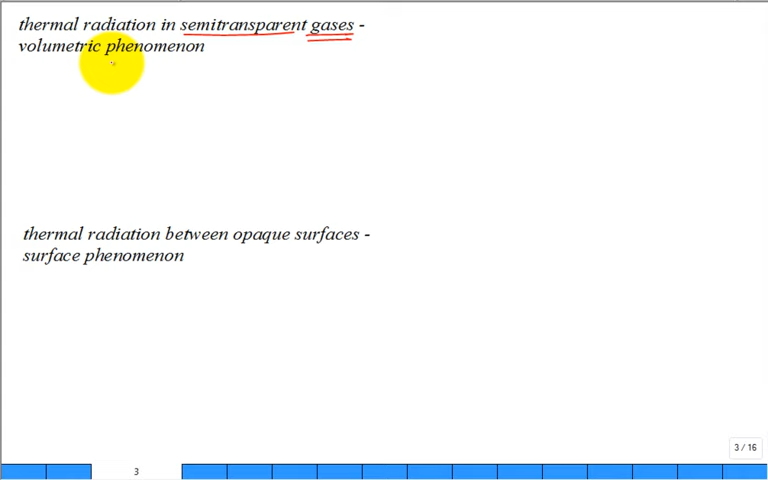 thermal radiation in semitransparent gases -
volumetric phenomenon
thermal radiation between opaque surfaces -
surface phenomenon
3 / 16
3